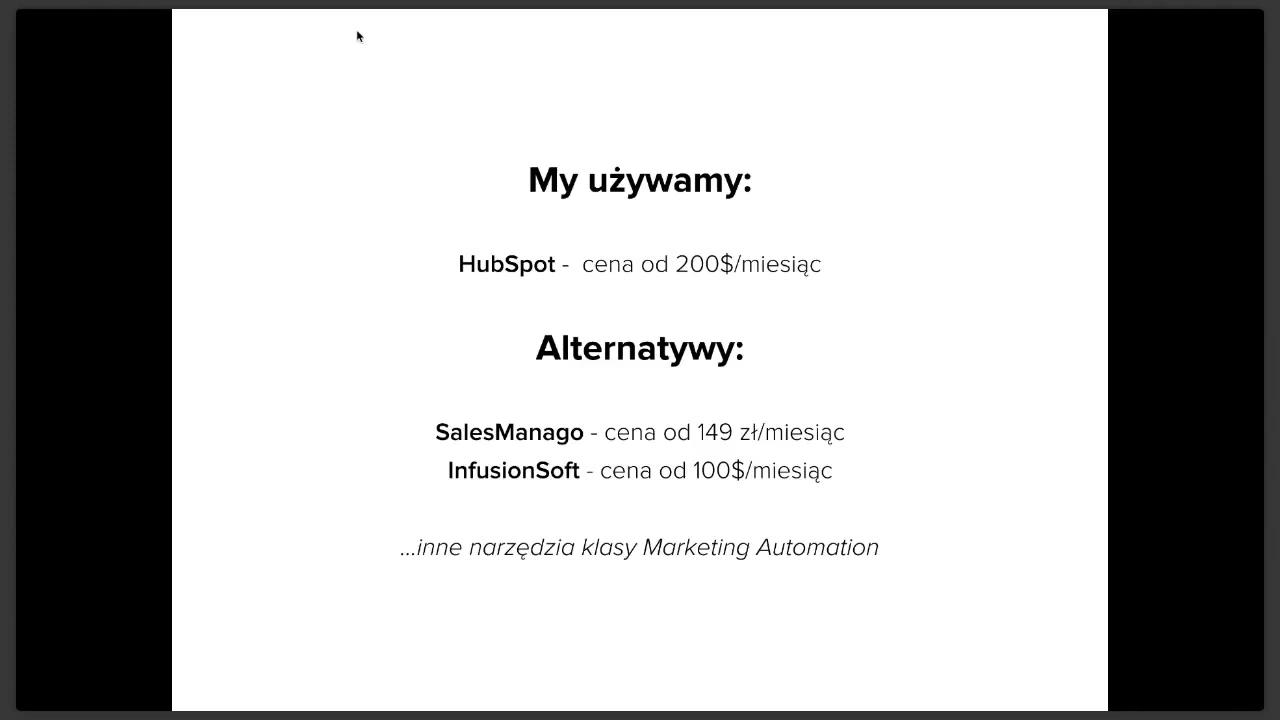 My używamy:
HubSpot - cena od 200$/miesiąc
Alternatywy:
SalesManago - cena od 149 zł/miesiąc
InfusionSoft - cena od 100$/miesiąc
...inne narzędzia klasy Marketing Automation